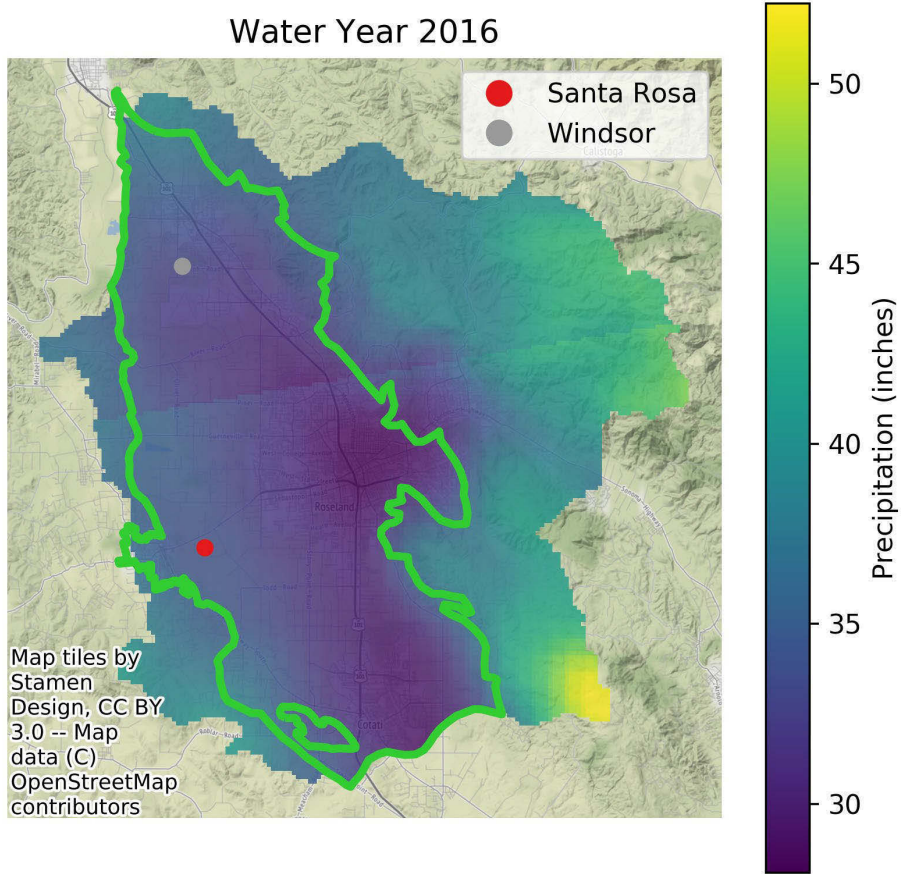 Water Year 2016
Santa Rosa
Windsor
Calistoga
50
45
40
35
30
Precipitation (inches)
Roseland
Cotati
Map tiles by
Stamen
Design, CC BY
3.0 -- Map
data (C)
OpenStreetMap
contributors